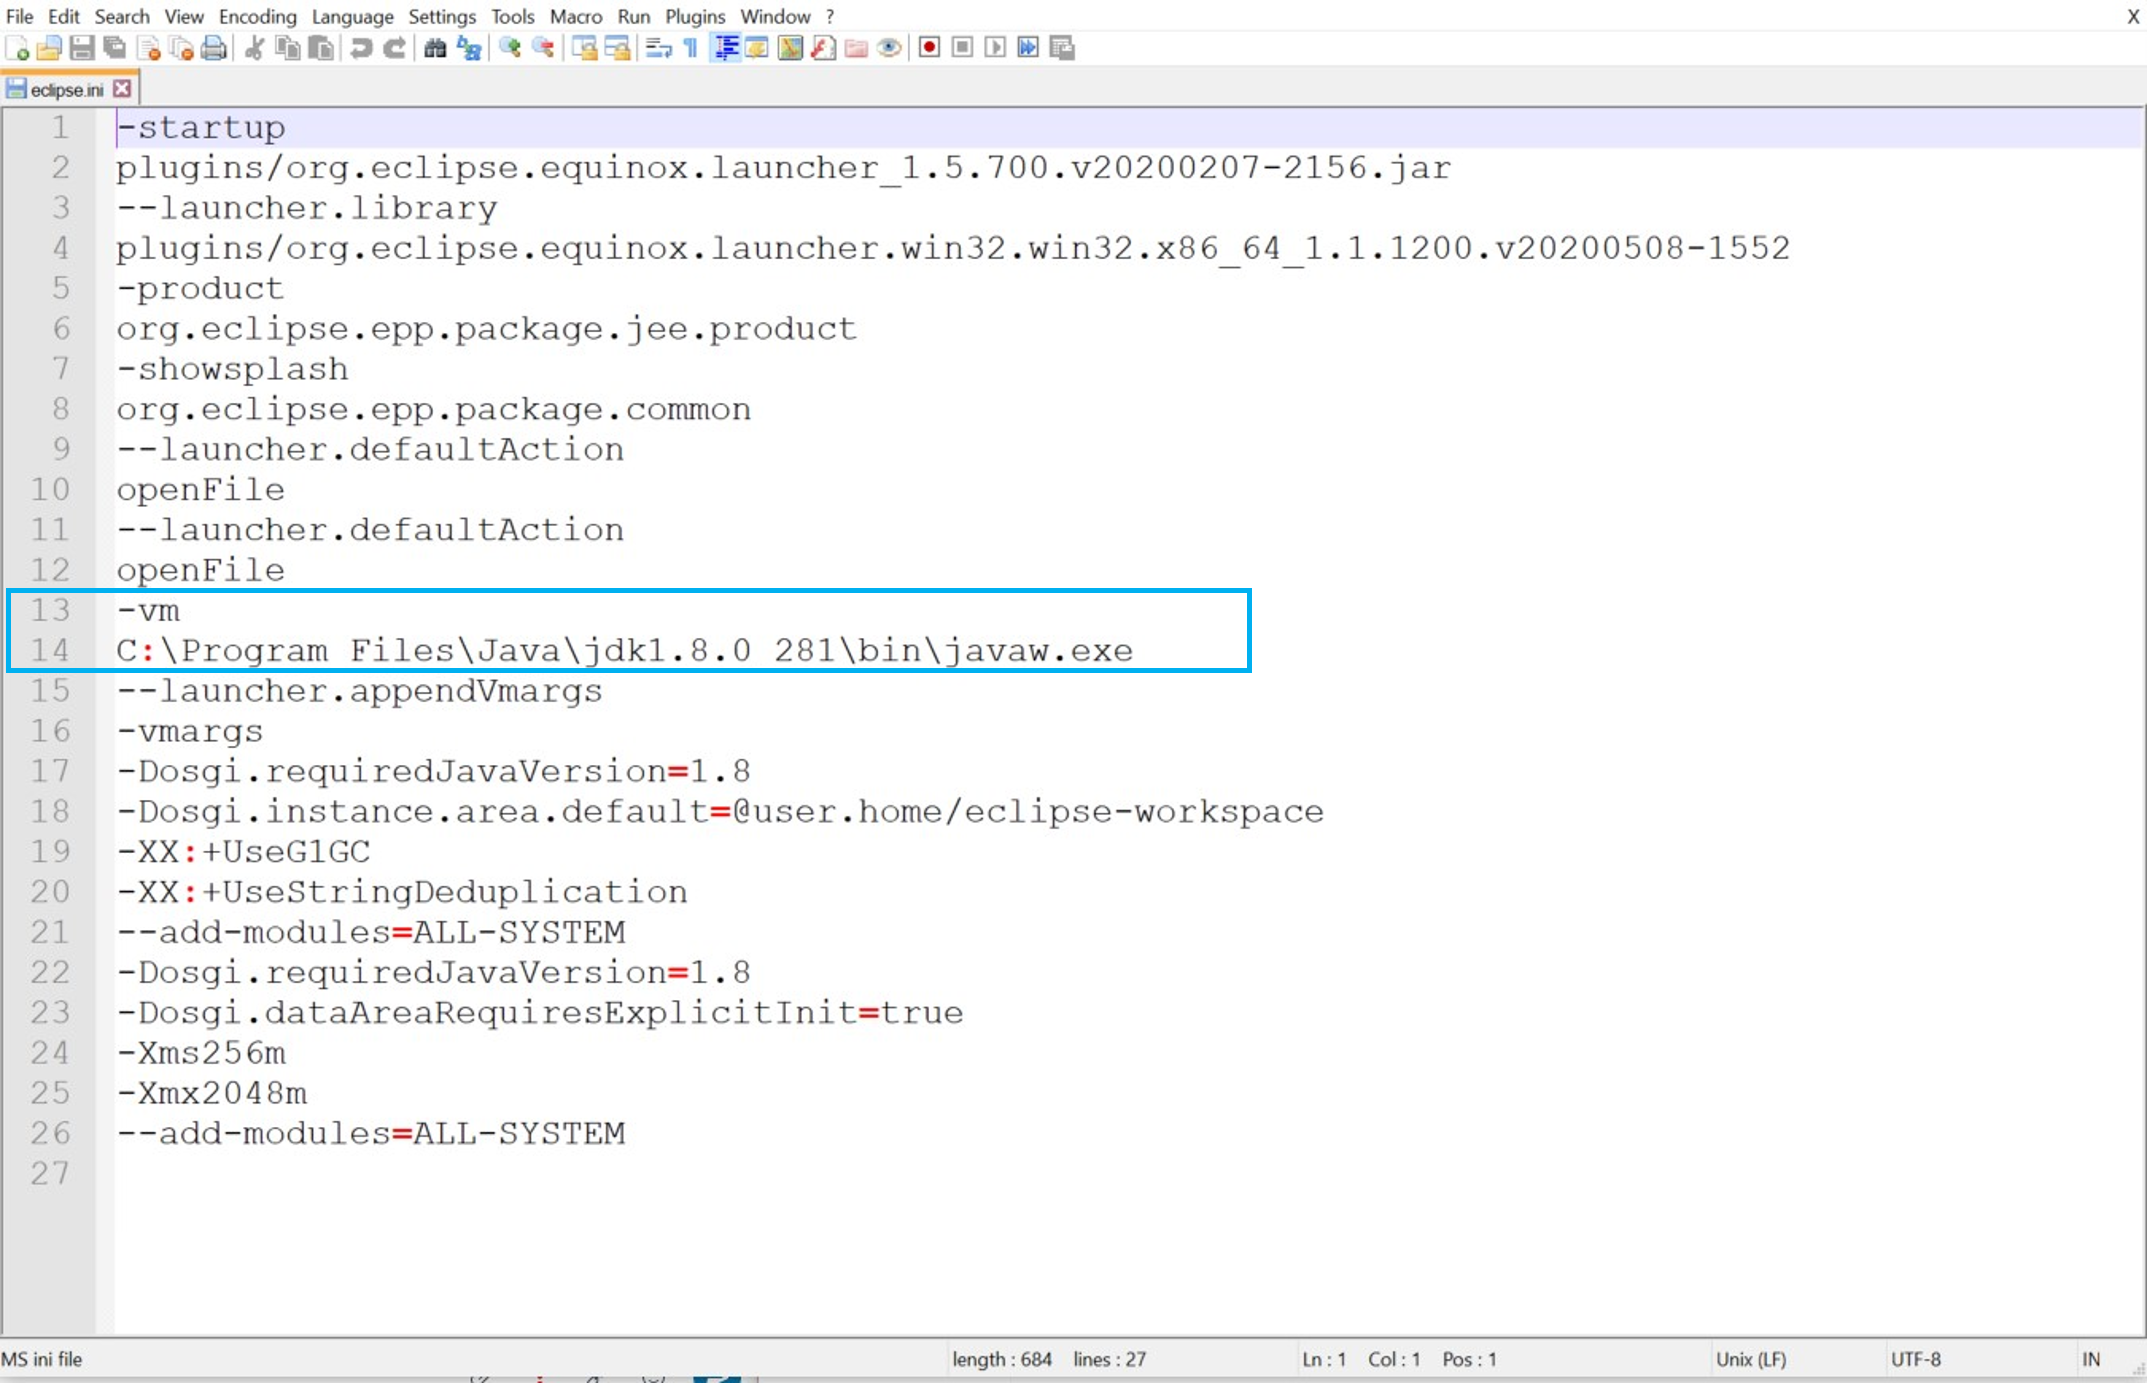 File Edit Search View Encoding Language Settings Tools Macro Run Plugins Window ? X
eclipse.ini
1 -startup
2 plugins/org.eclipse.equinox.launcher_1.5.700.v20200207-2156.jar
3 --launcher.library
4 plugins/org.eclipse.equinox.launcher.win32.win32.x86_64_1.1.1200.v20200508-1552
5 -product
6 org.eclipse.epp.package.jee.product
7 -showsplash
8 org.eclipse.epp.package.common
9 --launcher.defaultAction
10 openFile
11 --launcher.defaultAction
12 openFile
13 -vm
14 C:\Program Files\Java\jdk1.8.0 281\bin\javaw.exe
15 --launcher.appendVmargs
16 -vmargs
17 -Dosgi.requiredJavaVersion=1.8
18 -Dosgi.instance.area.default=@user.home/eclipse-workspace
19 -XX:+UseG1GC
20 -XX:+UseStringDeduplication
21 --add-modules=ALL-SYSTEM
22 -Dosgi.requiredJavaVersion=1.8
23 -Dosgi.dataAreaRequiresExplicitInit=true
24 -Xms256m
25 -Xmx2048m
26 --add-modules=ALL-SYSTEM
27
MS ini file length : 684 lines : 27 Ln : 1 Col : 1 Pos : 1 Unix (LF) UTF-8 IN